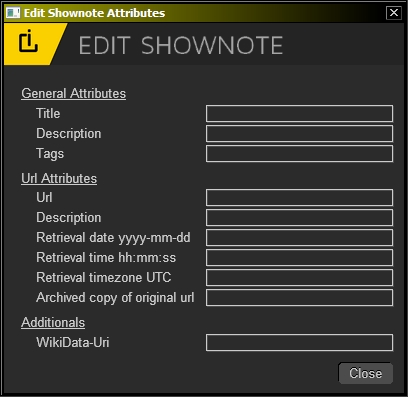 Edit Shownote Attributes
EDIT SHOWNOTE
General Attributes
Title
Description
Tags
Url Attributes
Url
Description
Retrieval date yyyy-mm-dd
Retrieval time hh:mm:ss
Retrieval timezone UTC
Archived copy of original url
Additionals
WikiData-Uri
Close